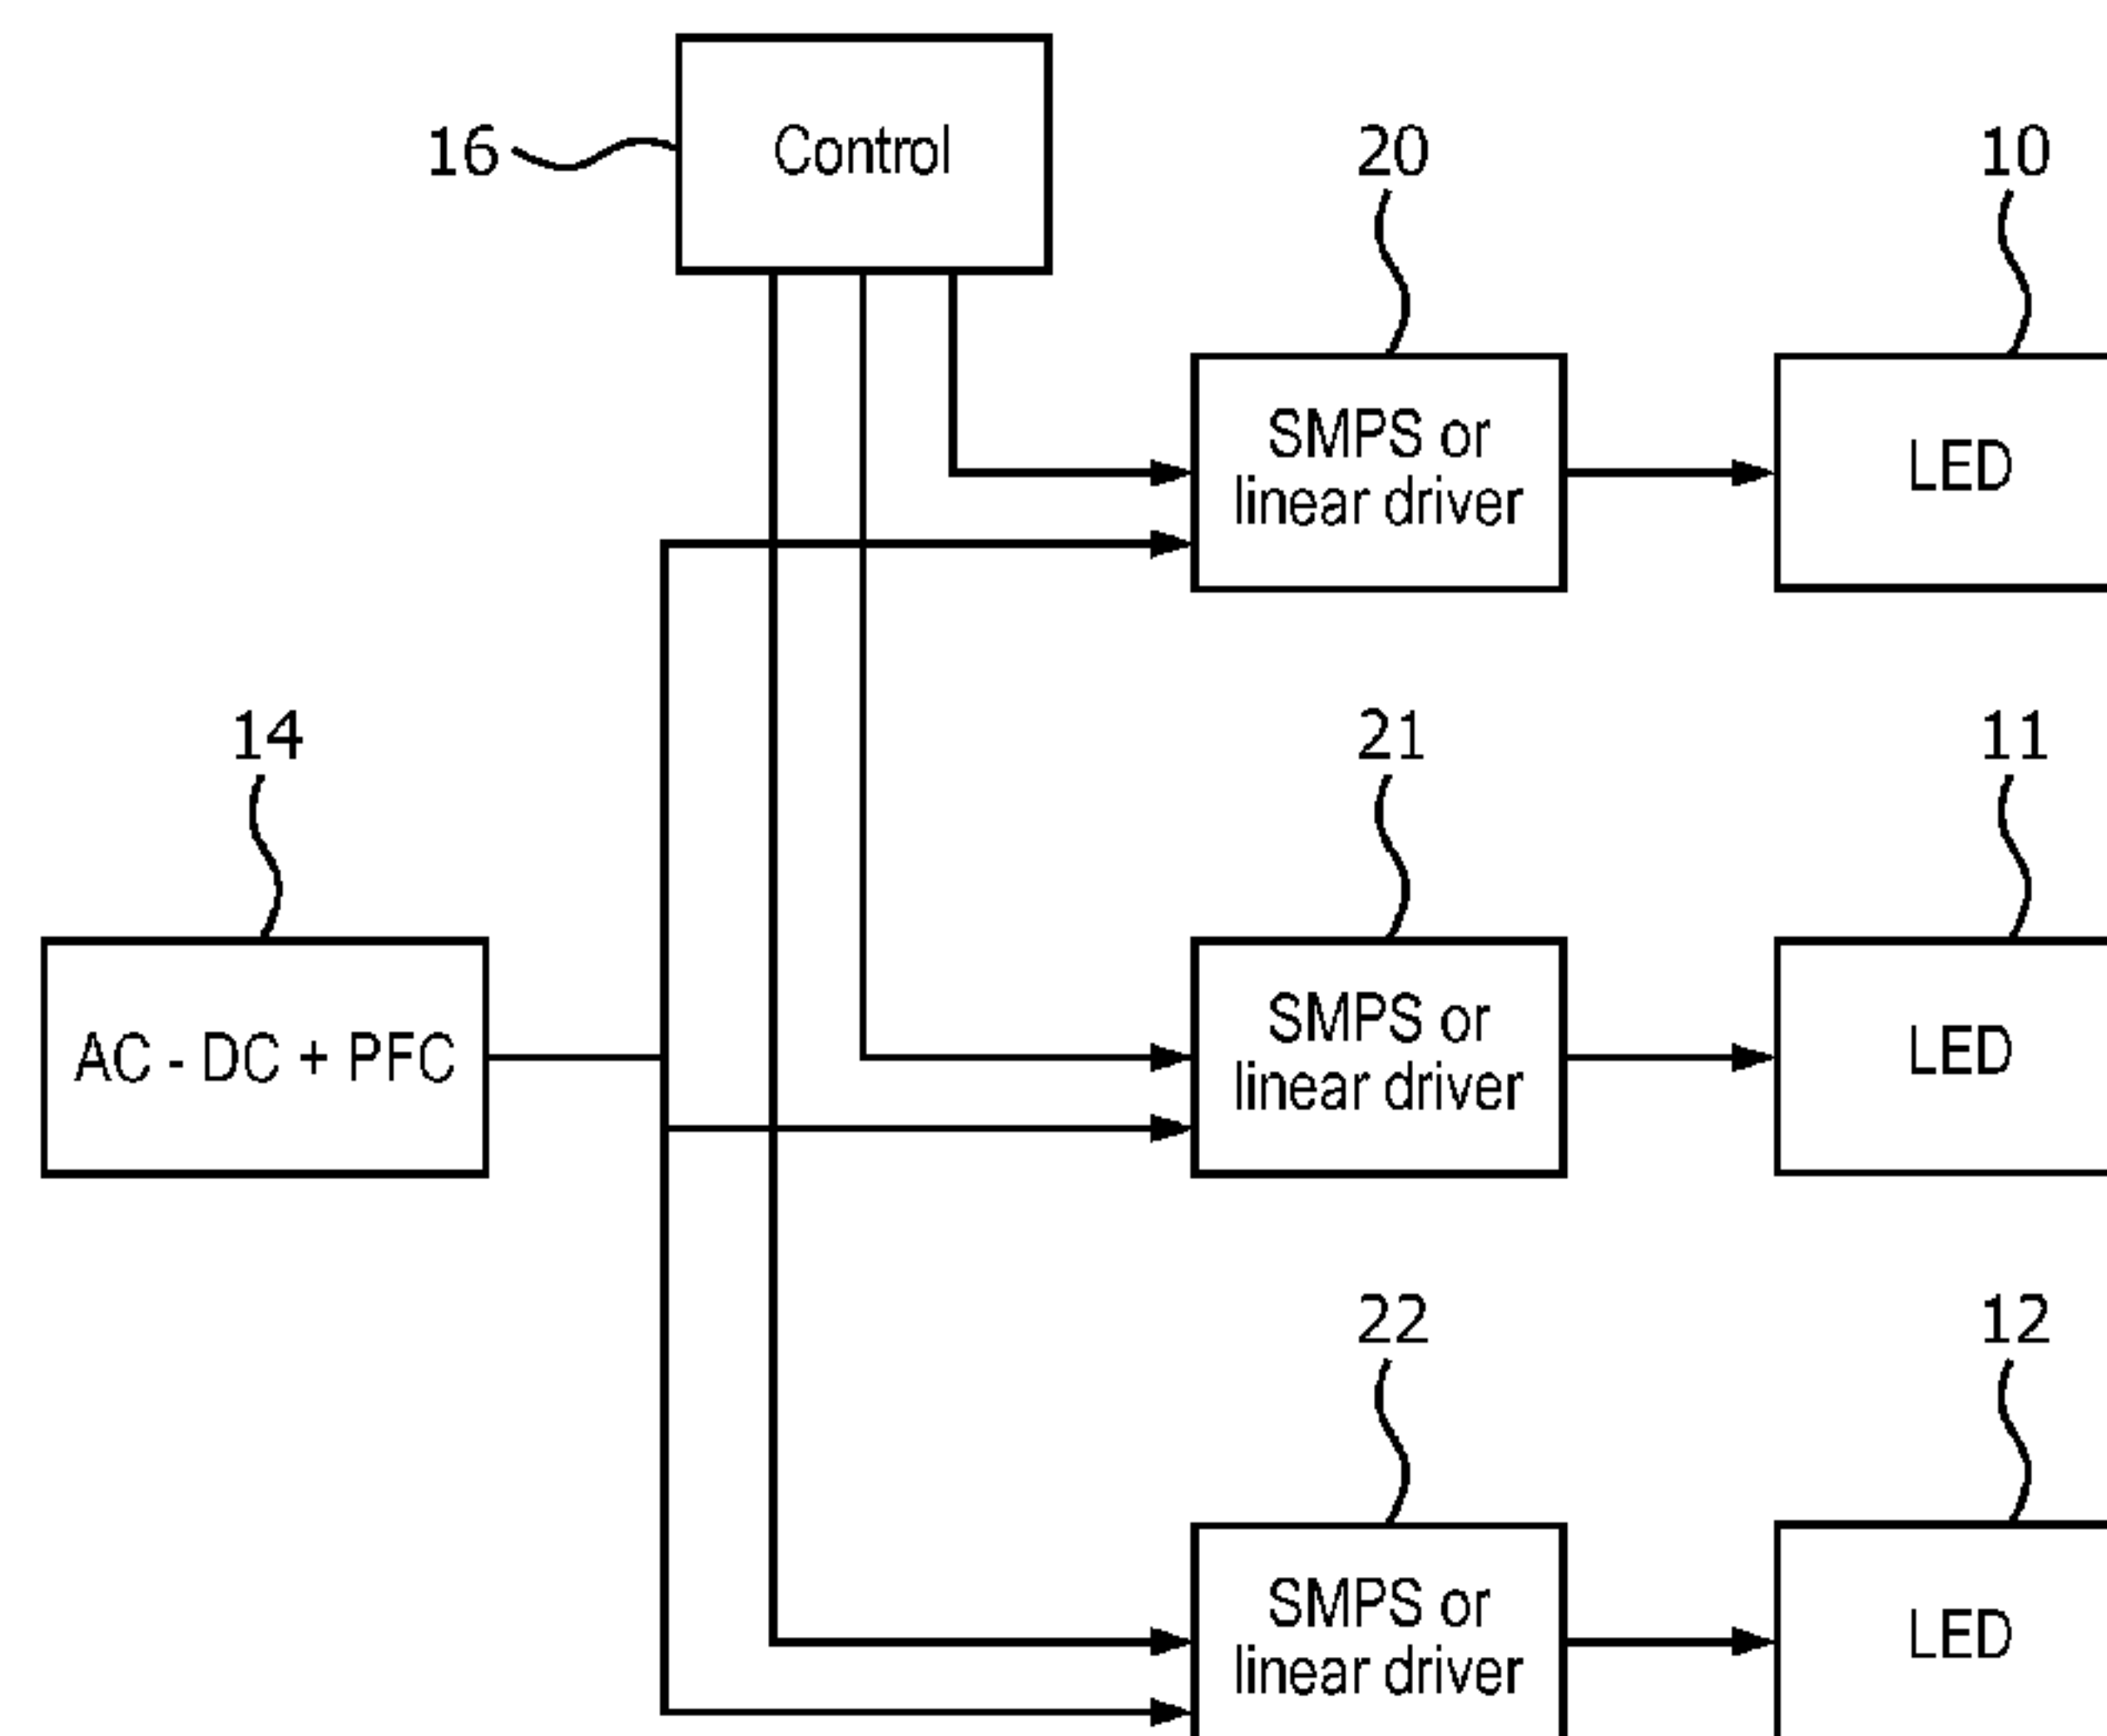 Control
16
20
10
SMPS or
linear driver
LED
14
21
11
AC - DC + PFC
SMPS or
linear driver
LED
22
12
SMPS or
linear driver
LED